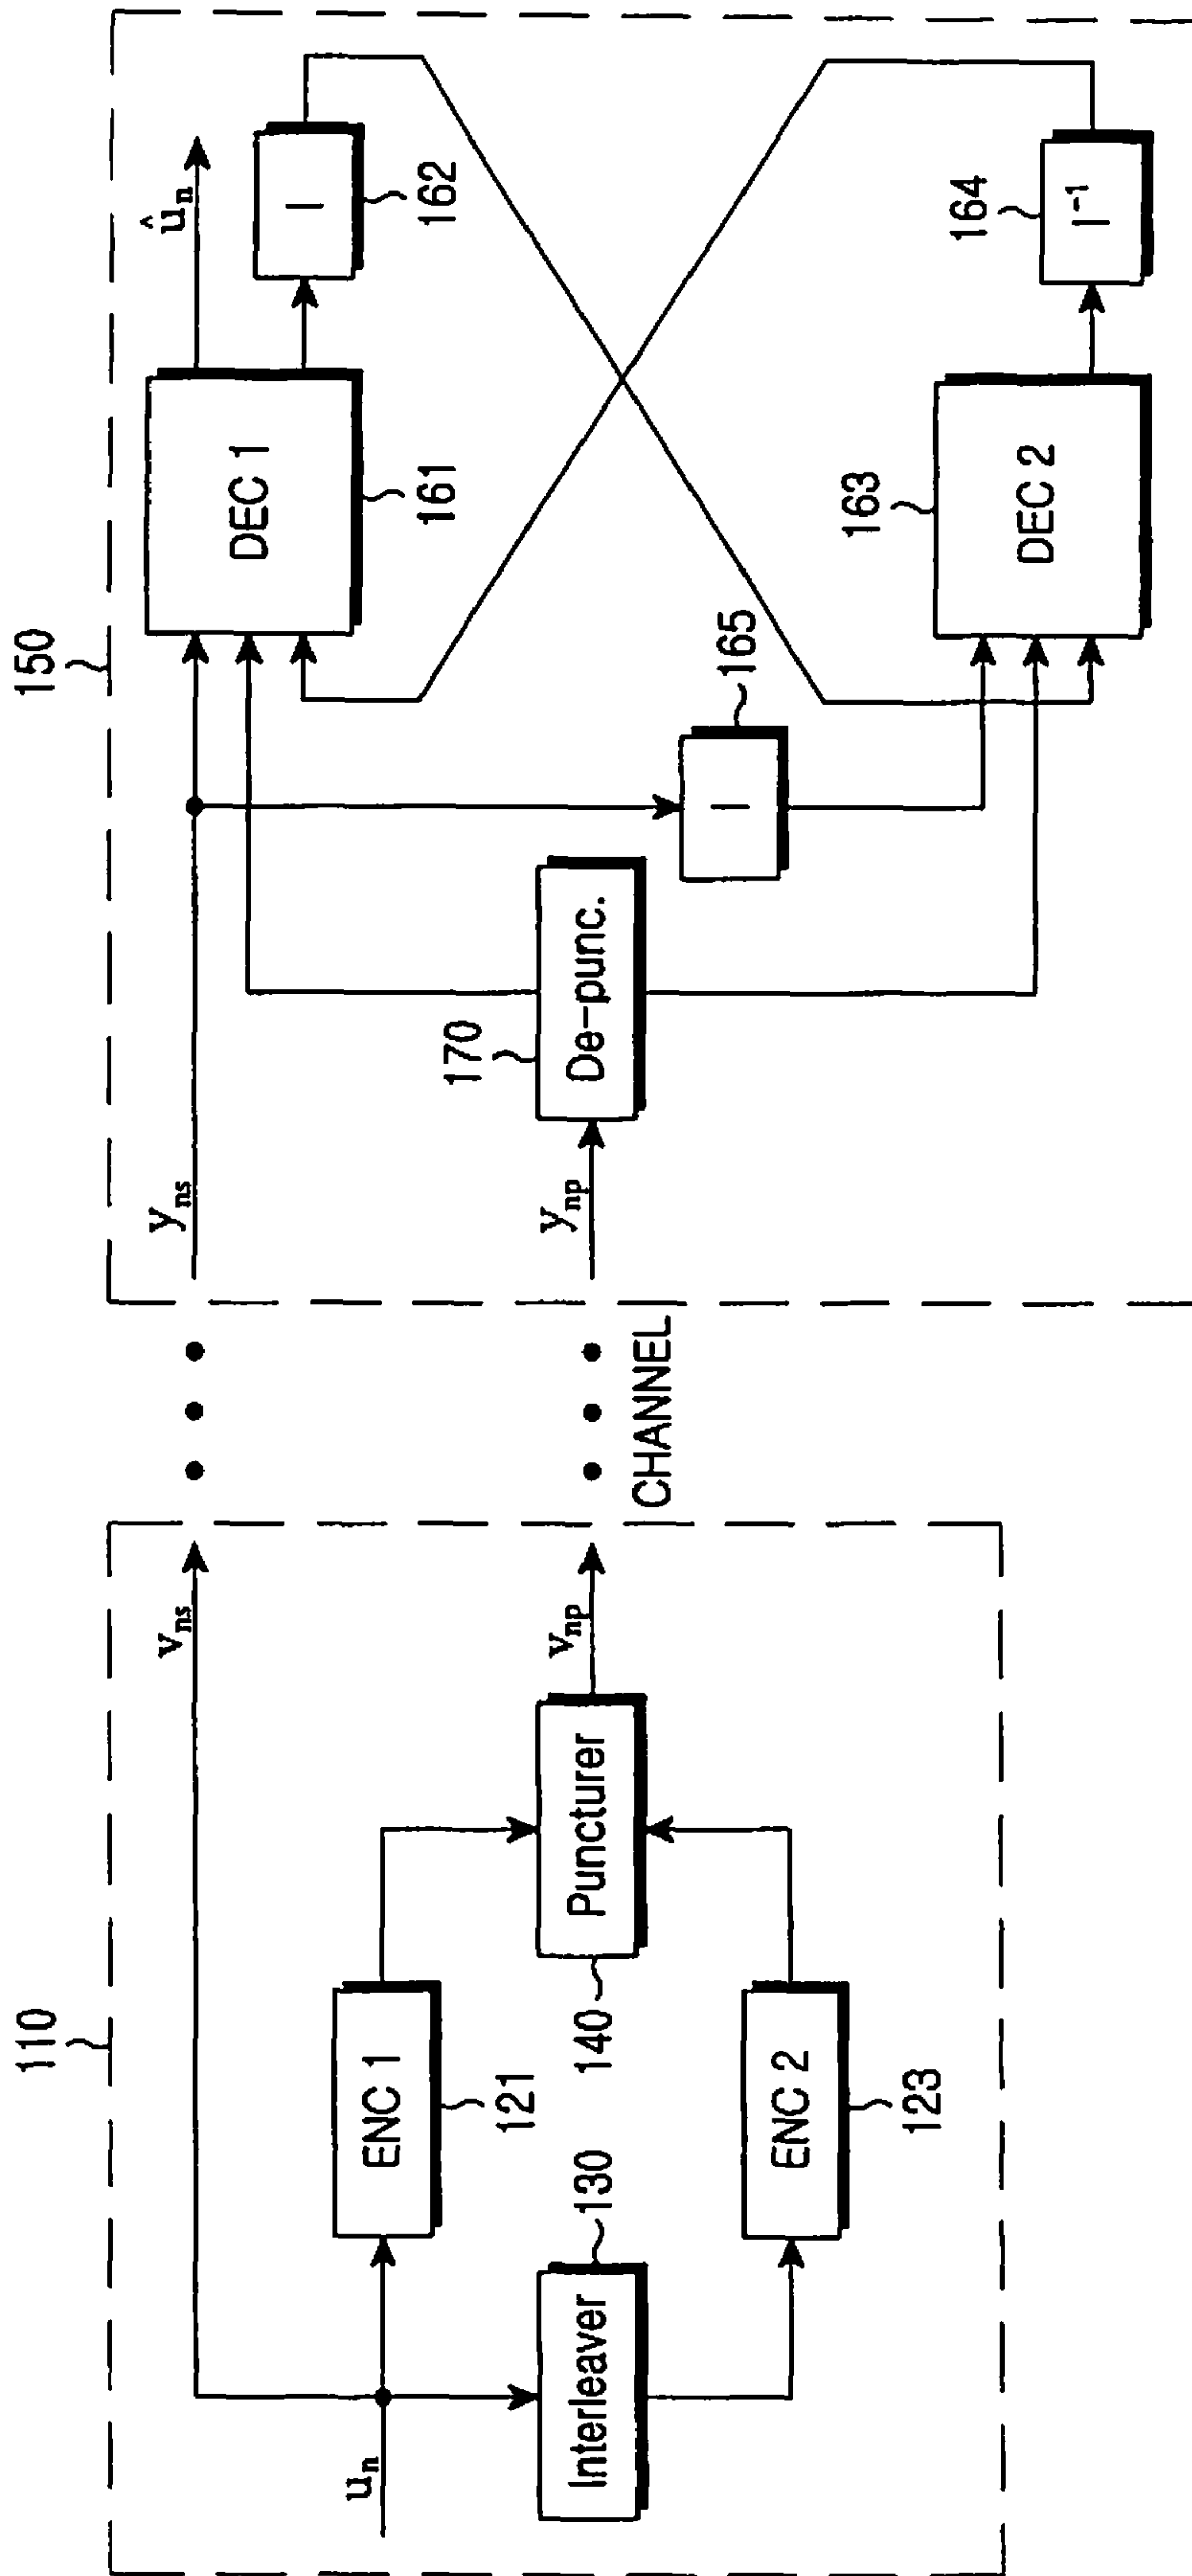 110
u_n
v_ns
ENC 1
121
Interleaver
130
Puncturer
140
v_np
ENC 2
123
CHANNEL
150
y_ns
û_n
DEC 1
161
I
162
y_np
De-punc.
170
I
165
DEC 2
163
I⁻¹
164